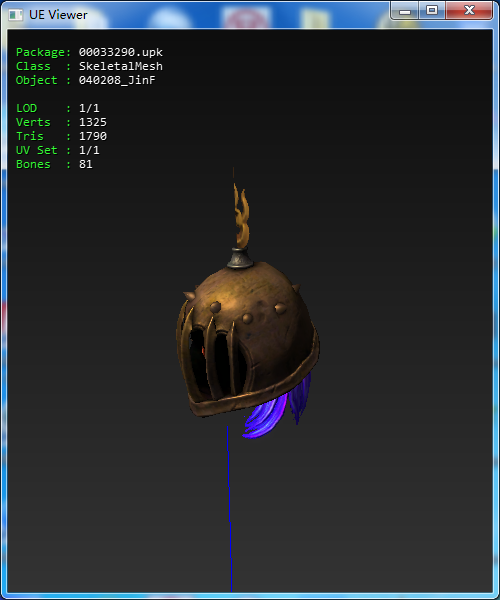 UE Viewer
Package: 00033290.upk
Class : SkeletalMesh
Object : 040208_JinF
LOD : 1/1
Verts : 1325
Tris : 1790
UV Set : 1/1
Bones : 81